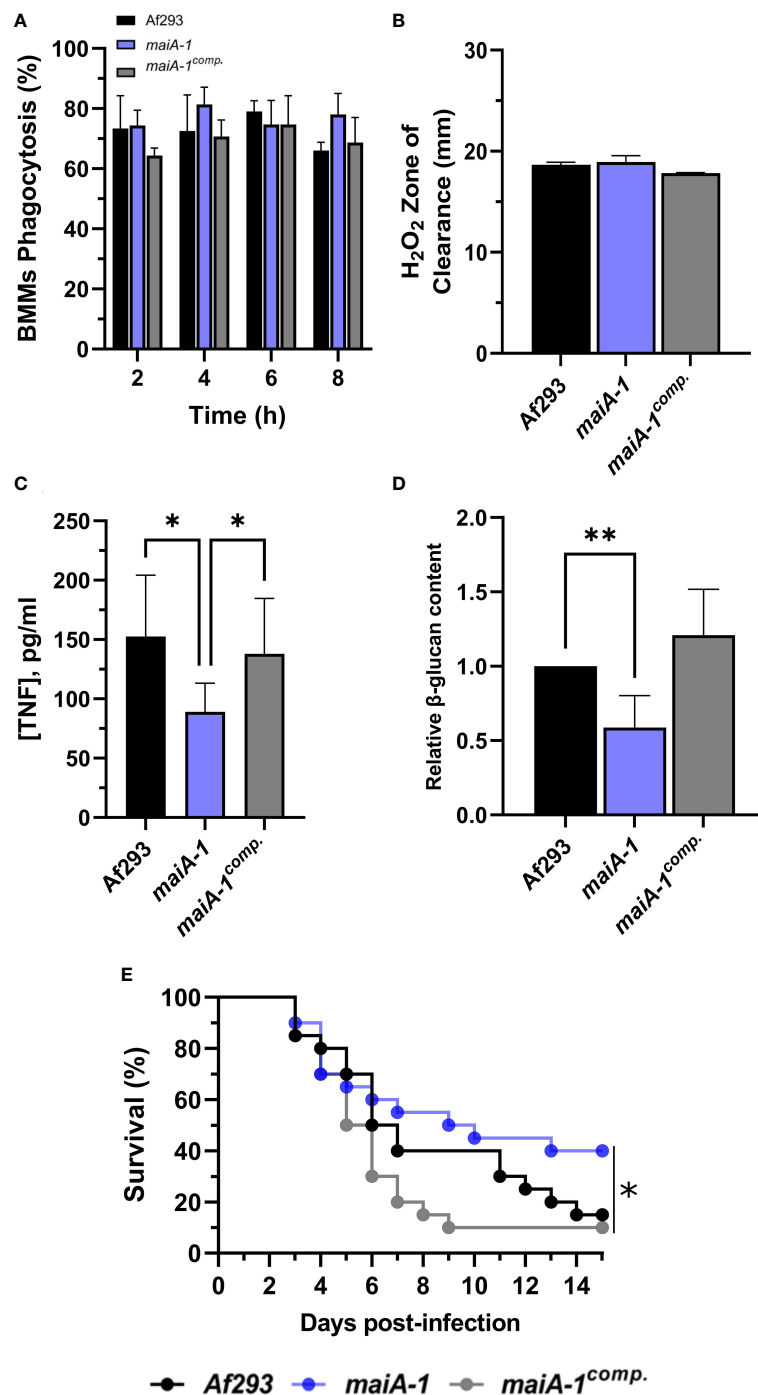 A
Af293
maiA-1
maiA-1comp.
BMMs Phagocytosis (%)
100
80
60
40
20
0
2 4 6 8
Time (h)
B
H2O2 Zone of
Clearance (mm)
30
20
10
0
Af293 maiA-1 maiA-1comp.
C
[TNF], pg/ml
250
200
150
100
50
0
* *
Af293 maiA-1 maiA-1comp.
D
Relative β-glucan content
2.0
1.5
1.0
0.5
0.0
**
Af293 maiA-1 maiA-1comp.
E
Survival (%)
100
80
60
40
20
0
*
0 2 4 6 8 10 12 14
Days post-infection
Af293 maiA-1 maiA-1comp.